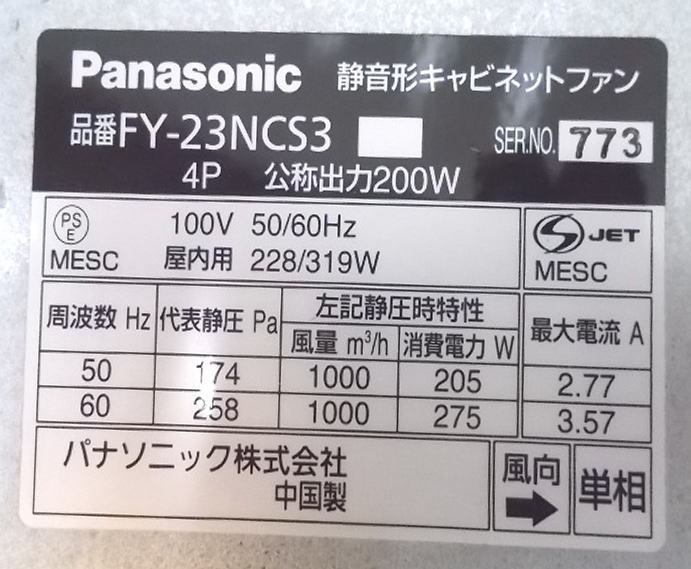 Panasonic 静音形キャビネットファン
品番FY-23NCS3 SER.NO. 773
4P 公称出力200W
PS
E
MESC
100V 50/60Hz
屋内用 228/319W
S JET
MESC
周波数 Hz 代表静圧 Pa 左記静圧時特性 最大電流 A
風量 m³/h 消費電力 W
50 174 1000 205 2.77
60 258 1000 275 3.57
パナソニック株式会社
中国製
風向
単相